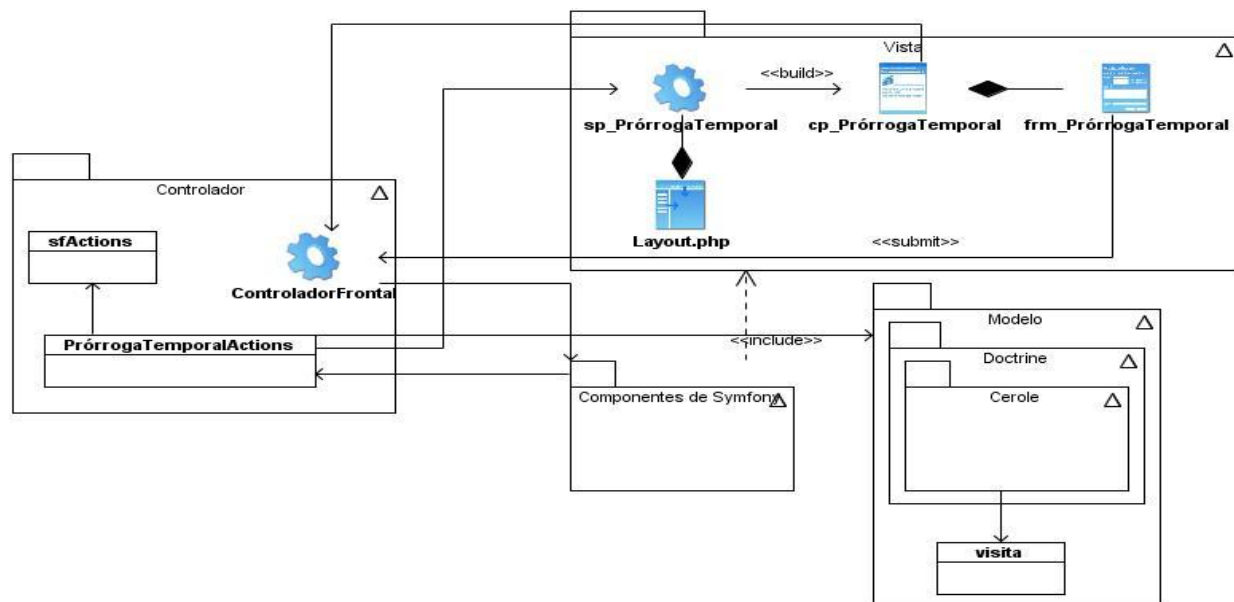 Vista
<<build>>
sp_PrórrogaTemporal
cp_PrórrogaTemporal
frm_PrórrogaTemporal
Controlador
sfActions
Layout.php
<<submit>>
ControladorFrontal
PrórrogaTemporalActions
<<include>>
Modelo
Doctrine
Componentes de Symfony
Cerole
visita